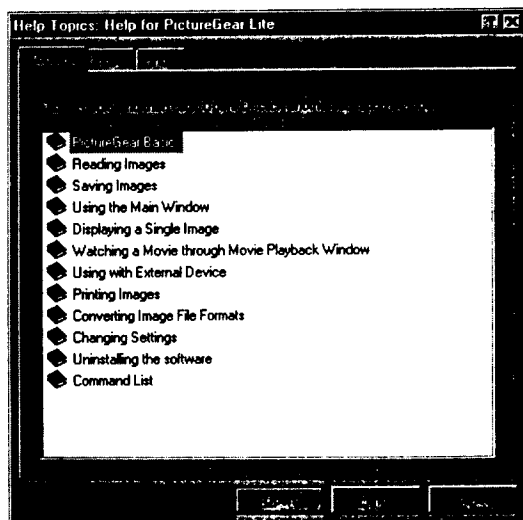 Help Topics: Help for PictureGear Lite
PictureGear Basic
Reading Images
Saving Images
Using the Main Window
Displaying a Single Image
Watching a Movie through Movie Playback Window
Using with External Device
Printing Images
Converting Image File Formats
Changing Settings
Uninstalling the software
Command List